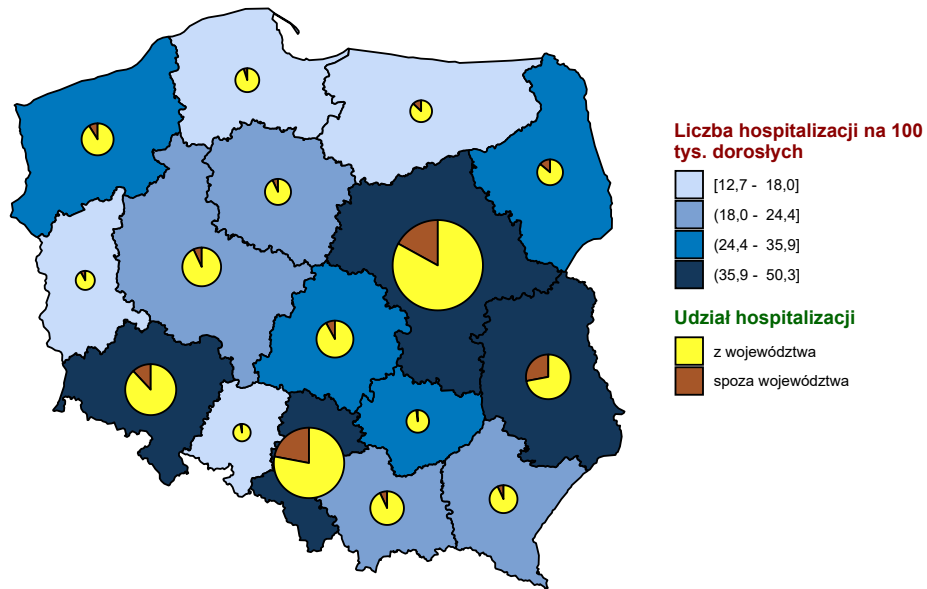 Liczba hospitalizacji na 100
tys. dorosłych
[12,7 - 18,0]
(18,0 - 24,4]
(24,4 - 35,9]
(35,9 - 50,3]
Udział hospitalizacji
z województwa
spoza województwa